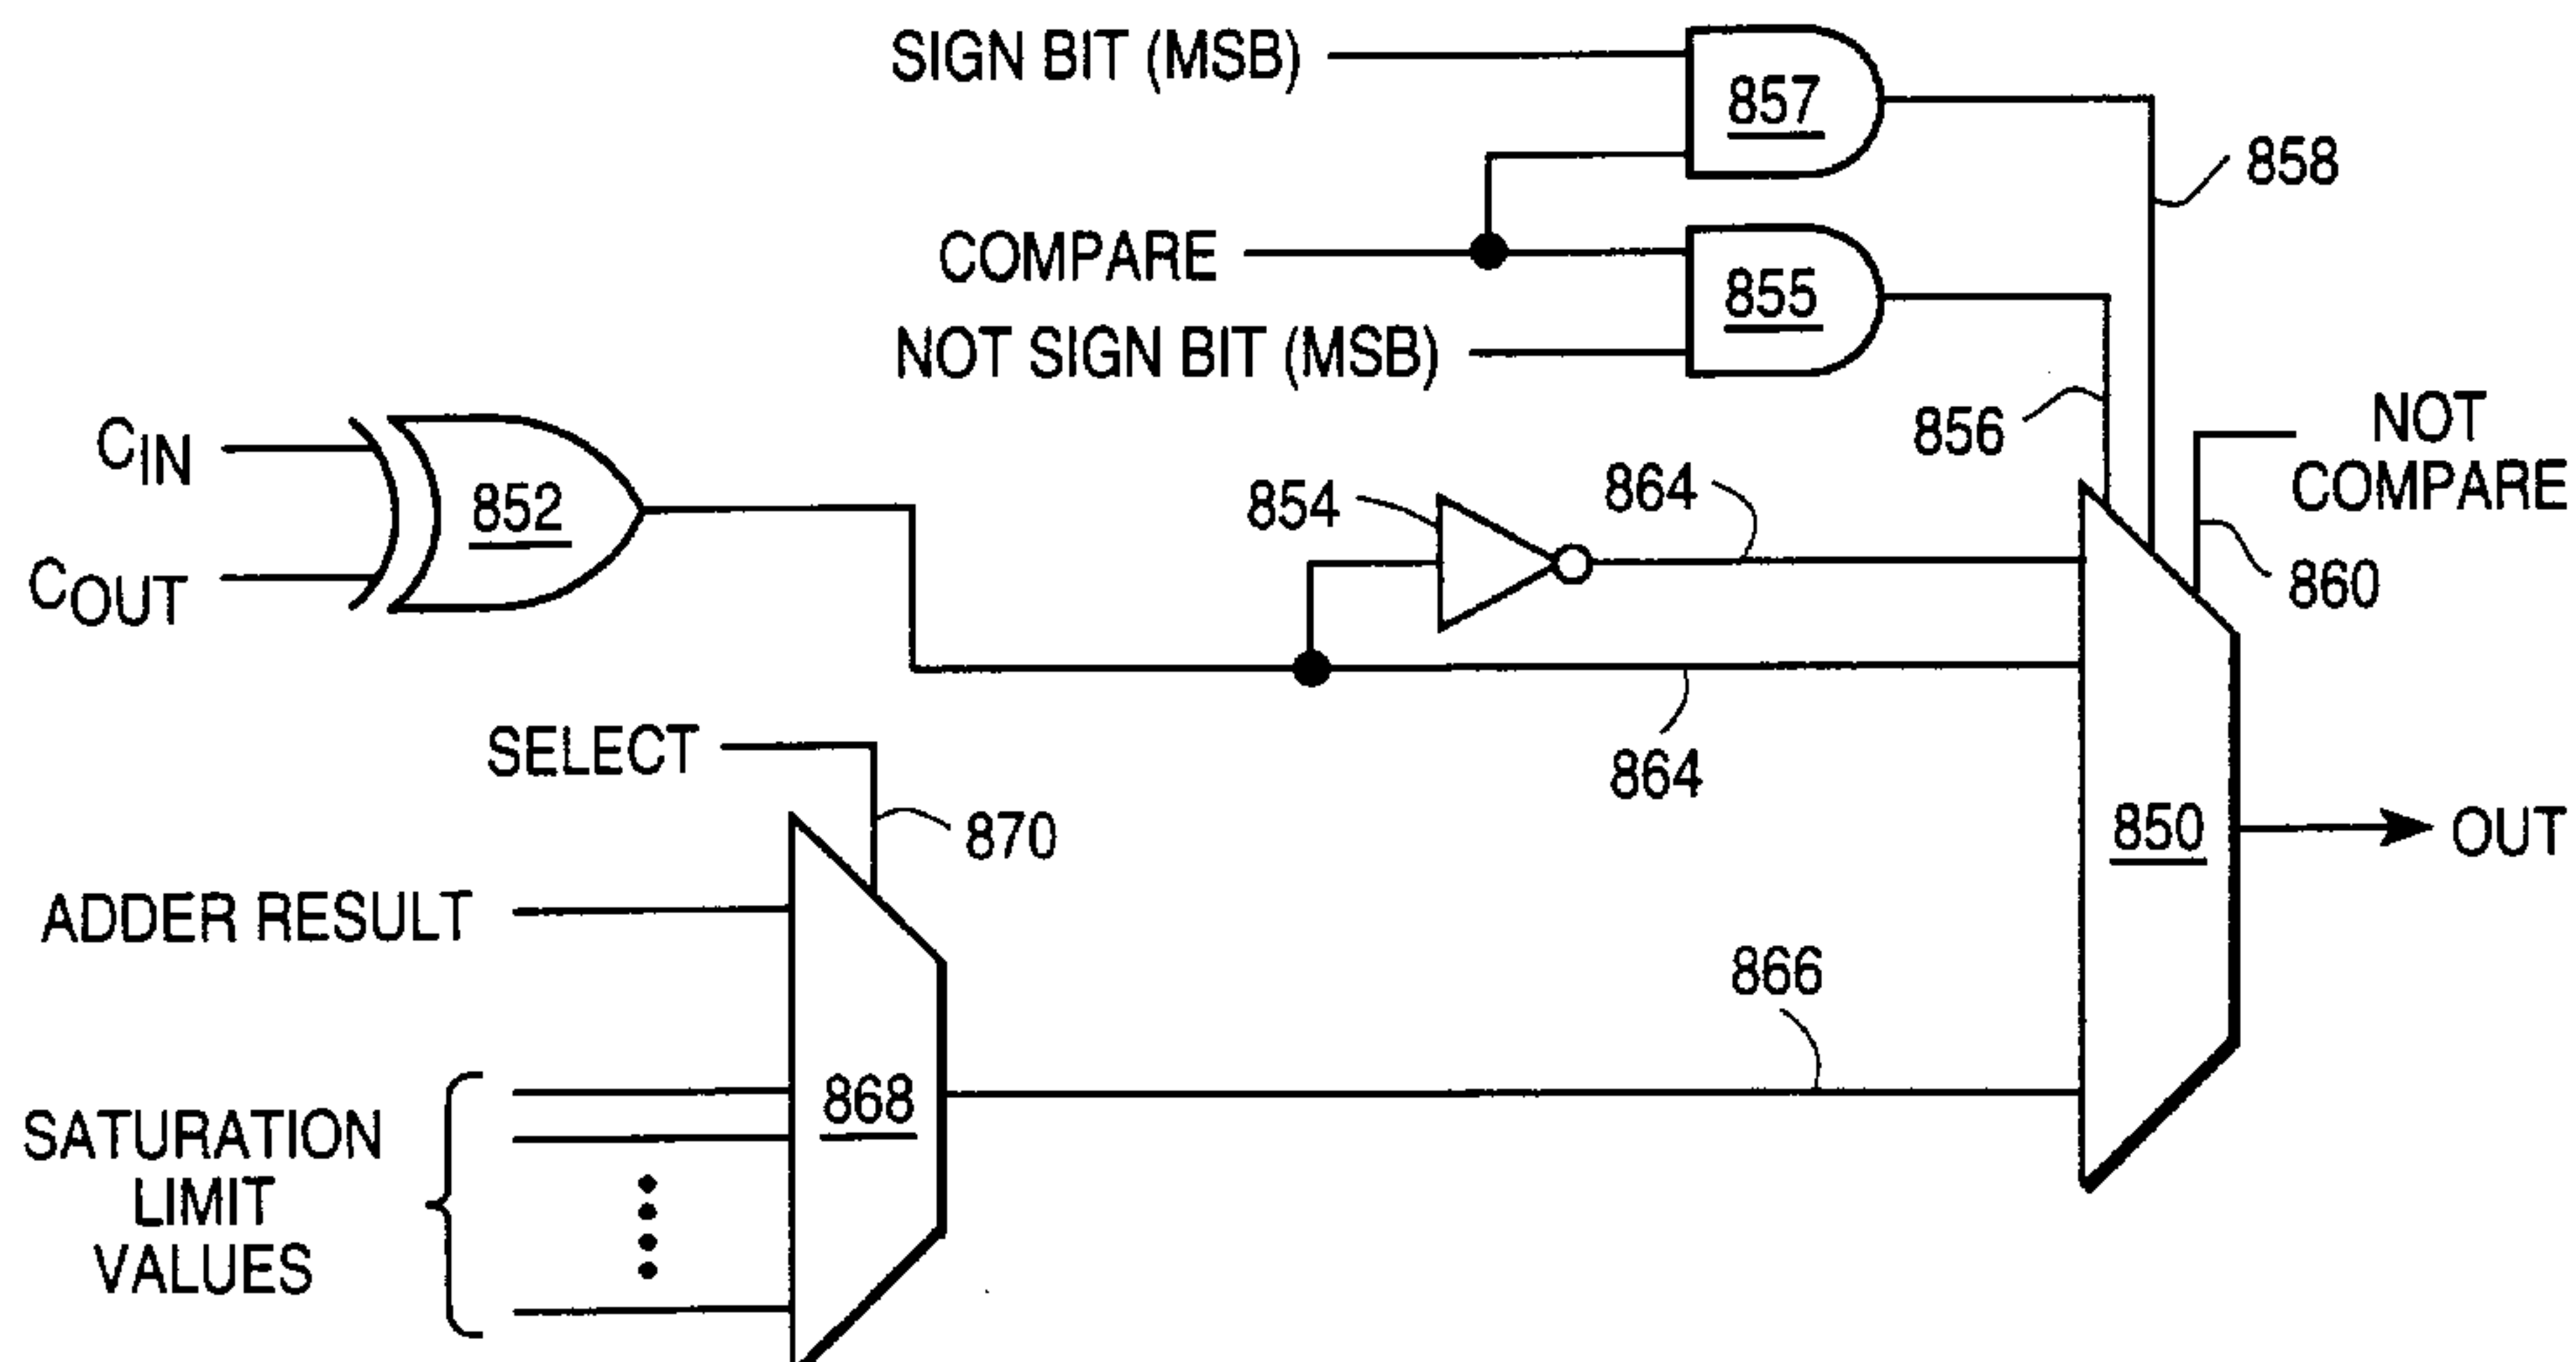 SIGN BIT (MSB)
857
858
COMPARE
855
NOT SIGN BIT (MSB)
856
NOT
COMPARE
860
CIN
COUT
852
854
864
864
SELECT
870
850
OUT
ADDER RESULT
866
868
SATURATION
LIMIT
VALUES